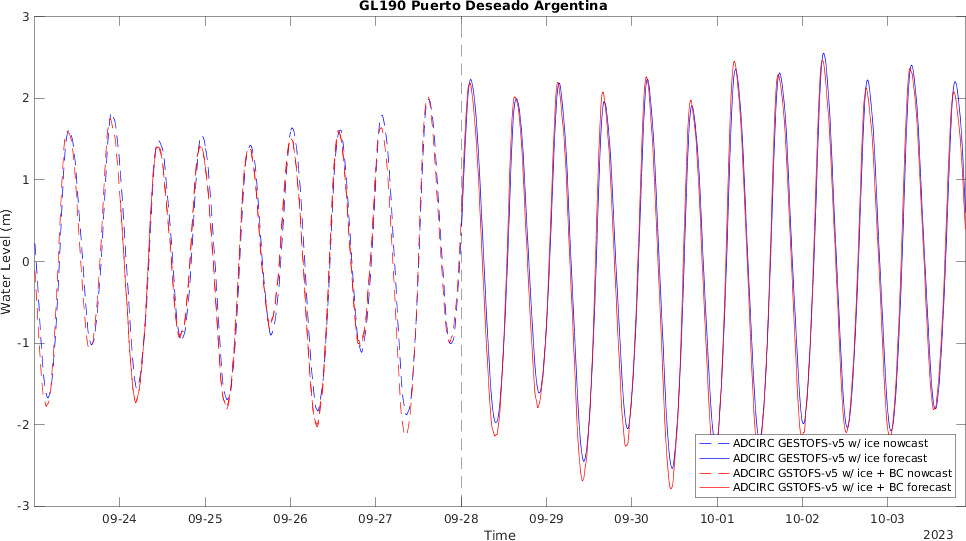 GL190 Puerto Deseado Argentina
3
2
1
0
-1
-2
-3
Water Level (m)
ADCIRC GESTOFS-v5 w/ ice nowcast
ADCIRC GESTOFS-v5 w/ ice forecast
ADCIRC GSTOFS-v5 w/ ice + BC nowcast
ADCIRC GSTOFS-v5 w/ ice + BC forecast
09-24 09-25 09-26 09-27 09-28 09-29 09-30 10-01 10-02 10-03
Time 2023